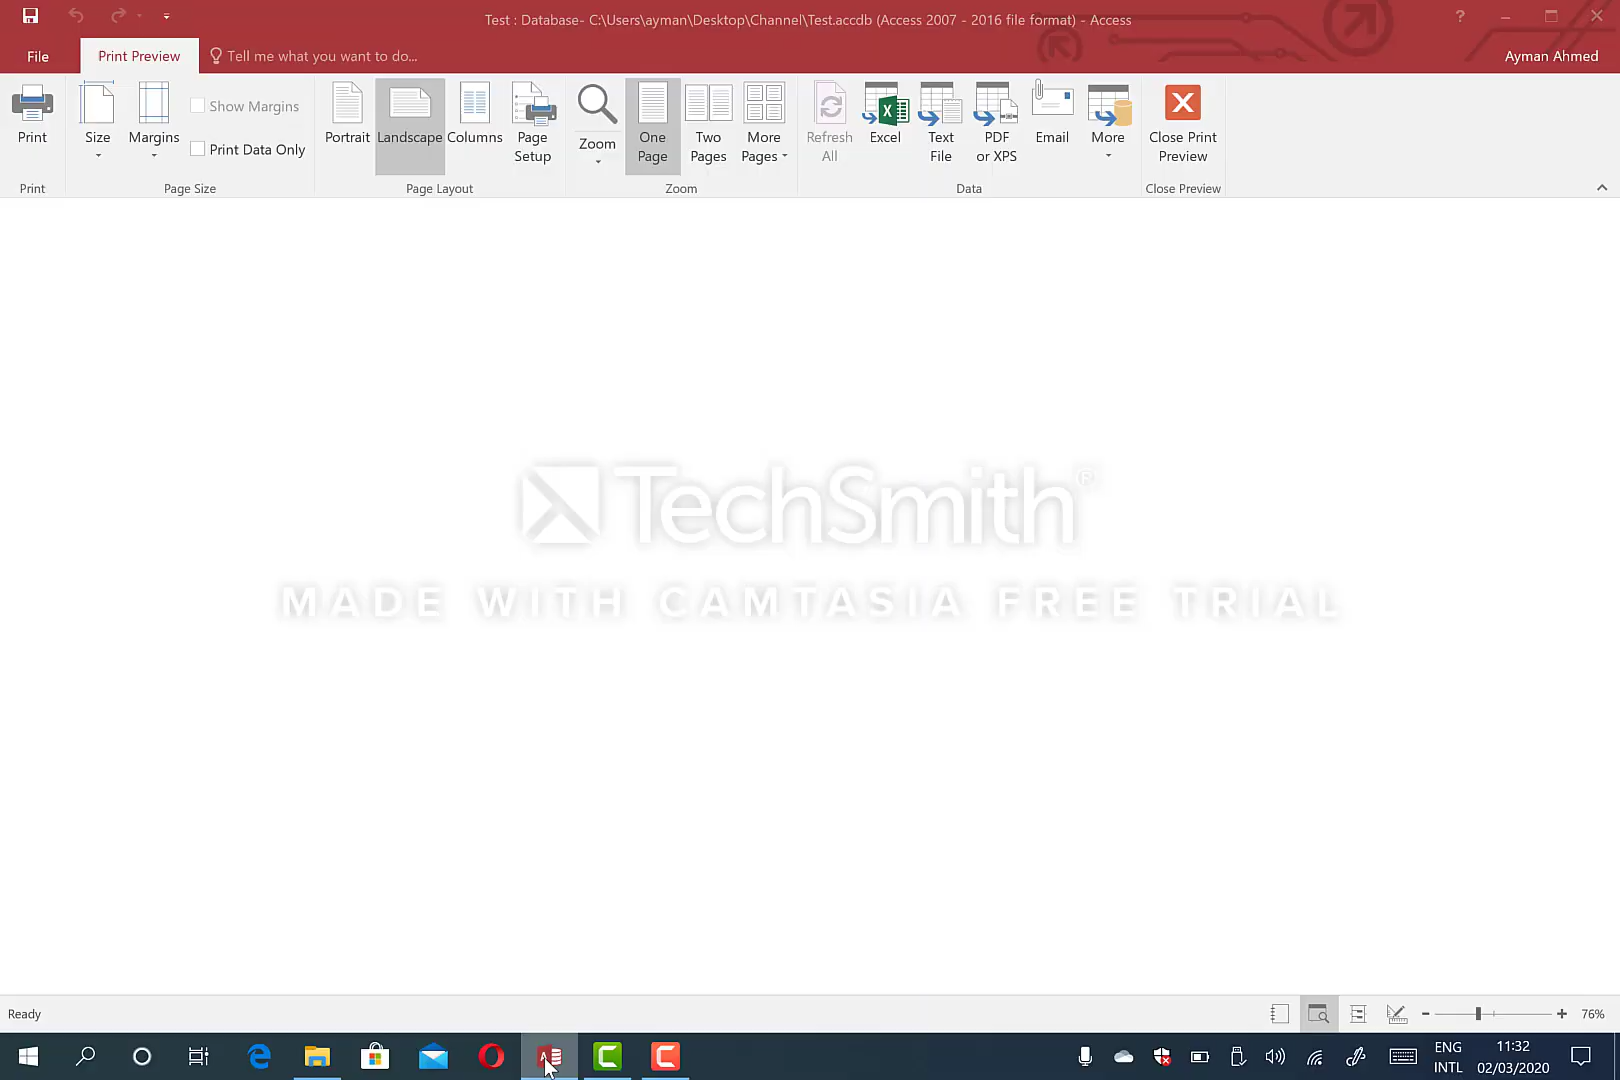 Test : Database- C:\Users\ayman\Desktop\Channel\Test.accdb (Access 2007 - 2016 file format) - Access
?
File
Print Preview
Tell me what you want to do...
Ayman Ahmed
Print
Size
Margins
Show Margins
Print Data Only
Portrait
Landscape
Columns
Page
Setup
Zoom
One
Page
Two
Pages
More
Pages
Refresh
All
Excel
Text
File
PDF
or XPS
Email
More
Close Print
Preview
Print
Page Size
Page Layout
Zoom
Data
Close Preview
TechSmith®
MADE WITH CAMTASIA FREE TRIAL
Ready
76%
ENG
INTL
11:32
02/03/2020